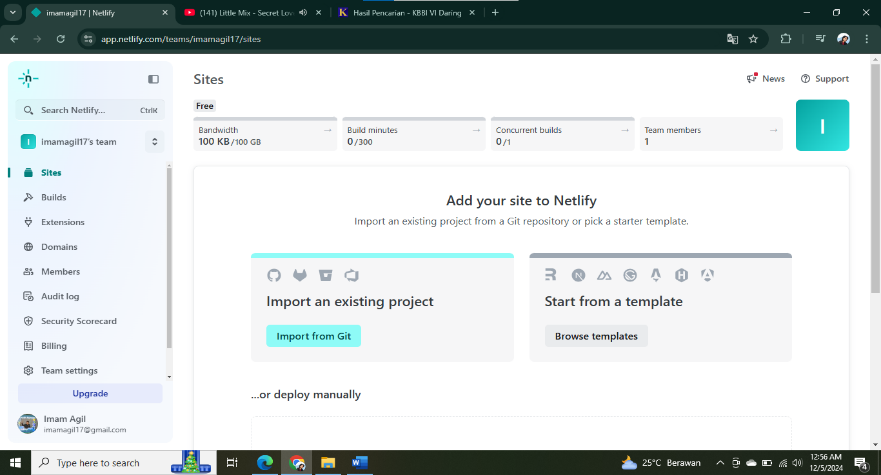 imamagil17 | Netlify
(141) Little Mix - Secret Lov
Hasil Pencarian - KBBI VI Daring
app.netlify.com/teams/imamagil17/sites
Search Netlify...
Ctrl K
imamagil17's team
Sites
Builds
Extensions
Domains
Members
Audit log
Security Scorecard
Billing
Team settings
Upgrade
Imam Agil
imamagil17@gmail.com
Sites
News
Support
Free
Bandwidth
100 KB/100 GB
Build minutes
0/300
Concurrent builds
0/1
Team members
1
I
Add your site to Netlify
Import an existing project from a Git repository or pick a starter template.
Import an existing project
Import from Git
Start from a template
Browse templates
...or deploy manually
Type here to search
25°C Berawan
12:56 AM
12/5/2024
4